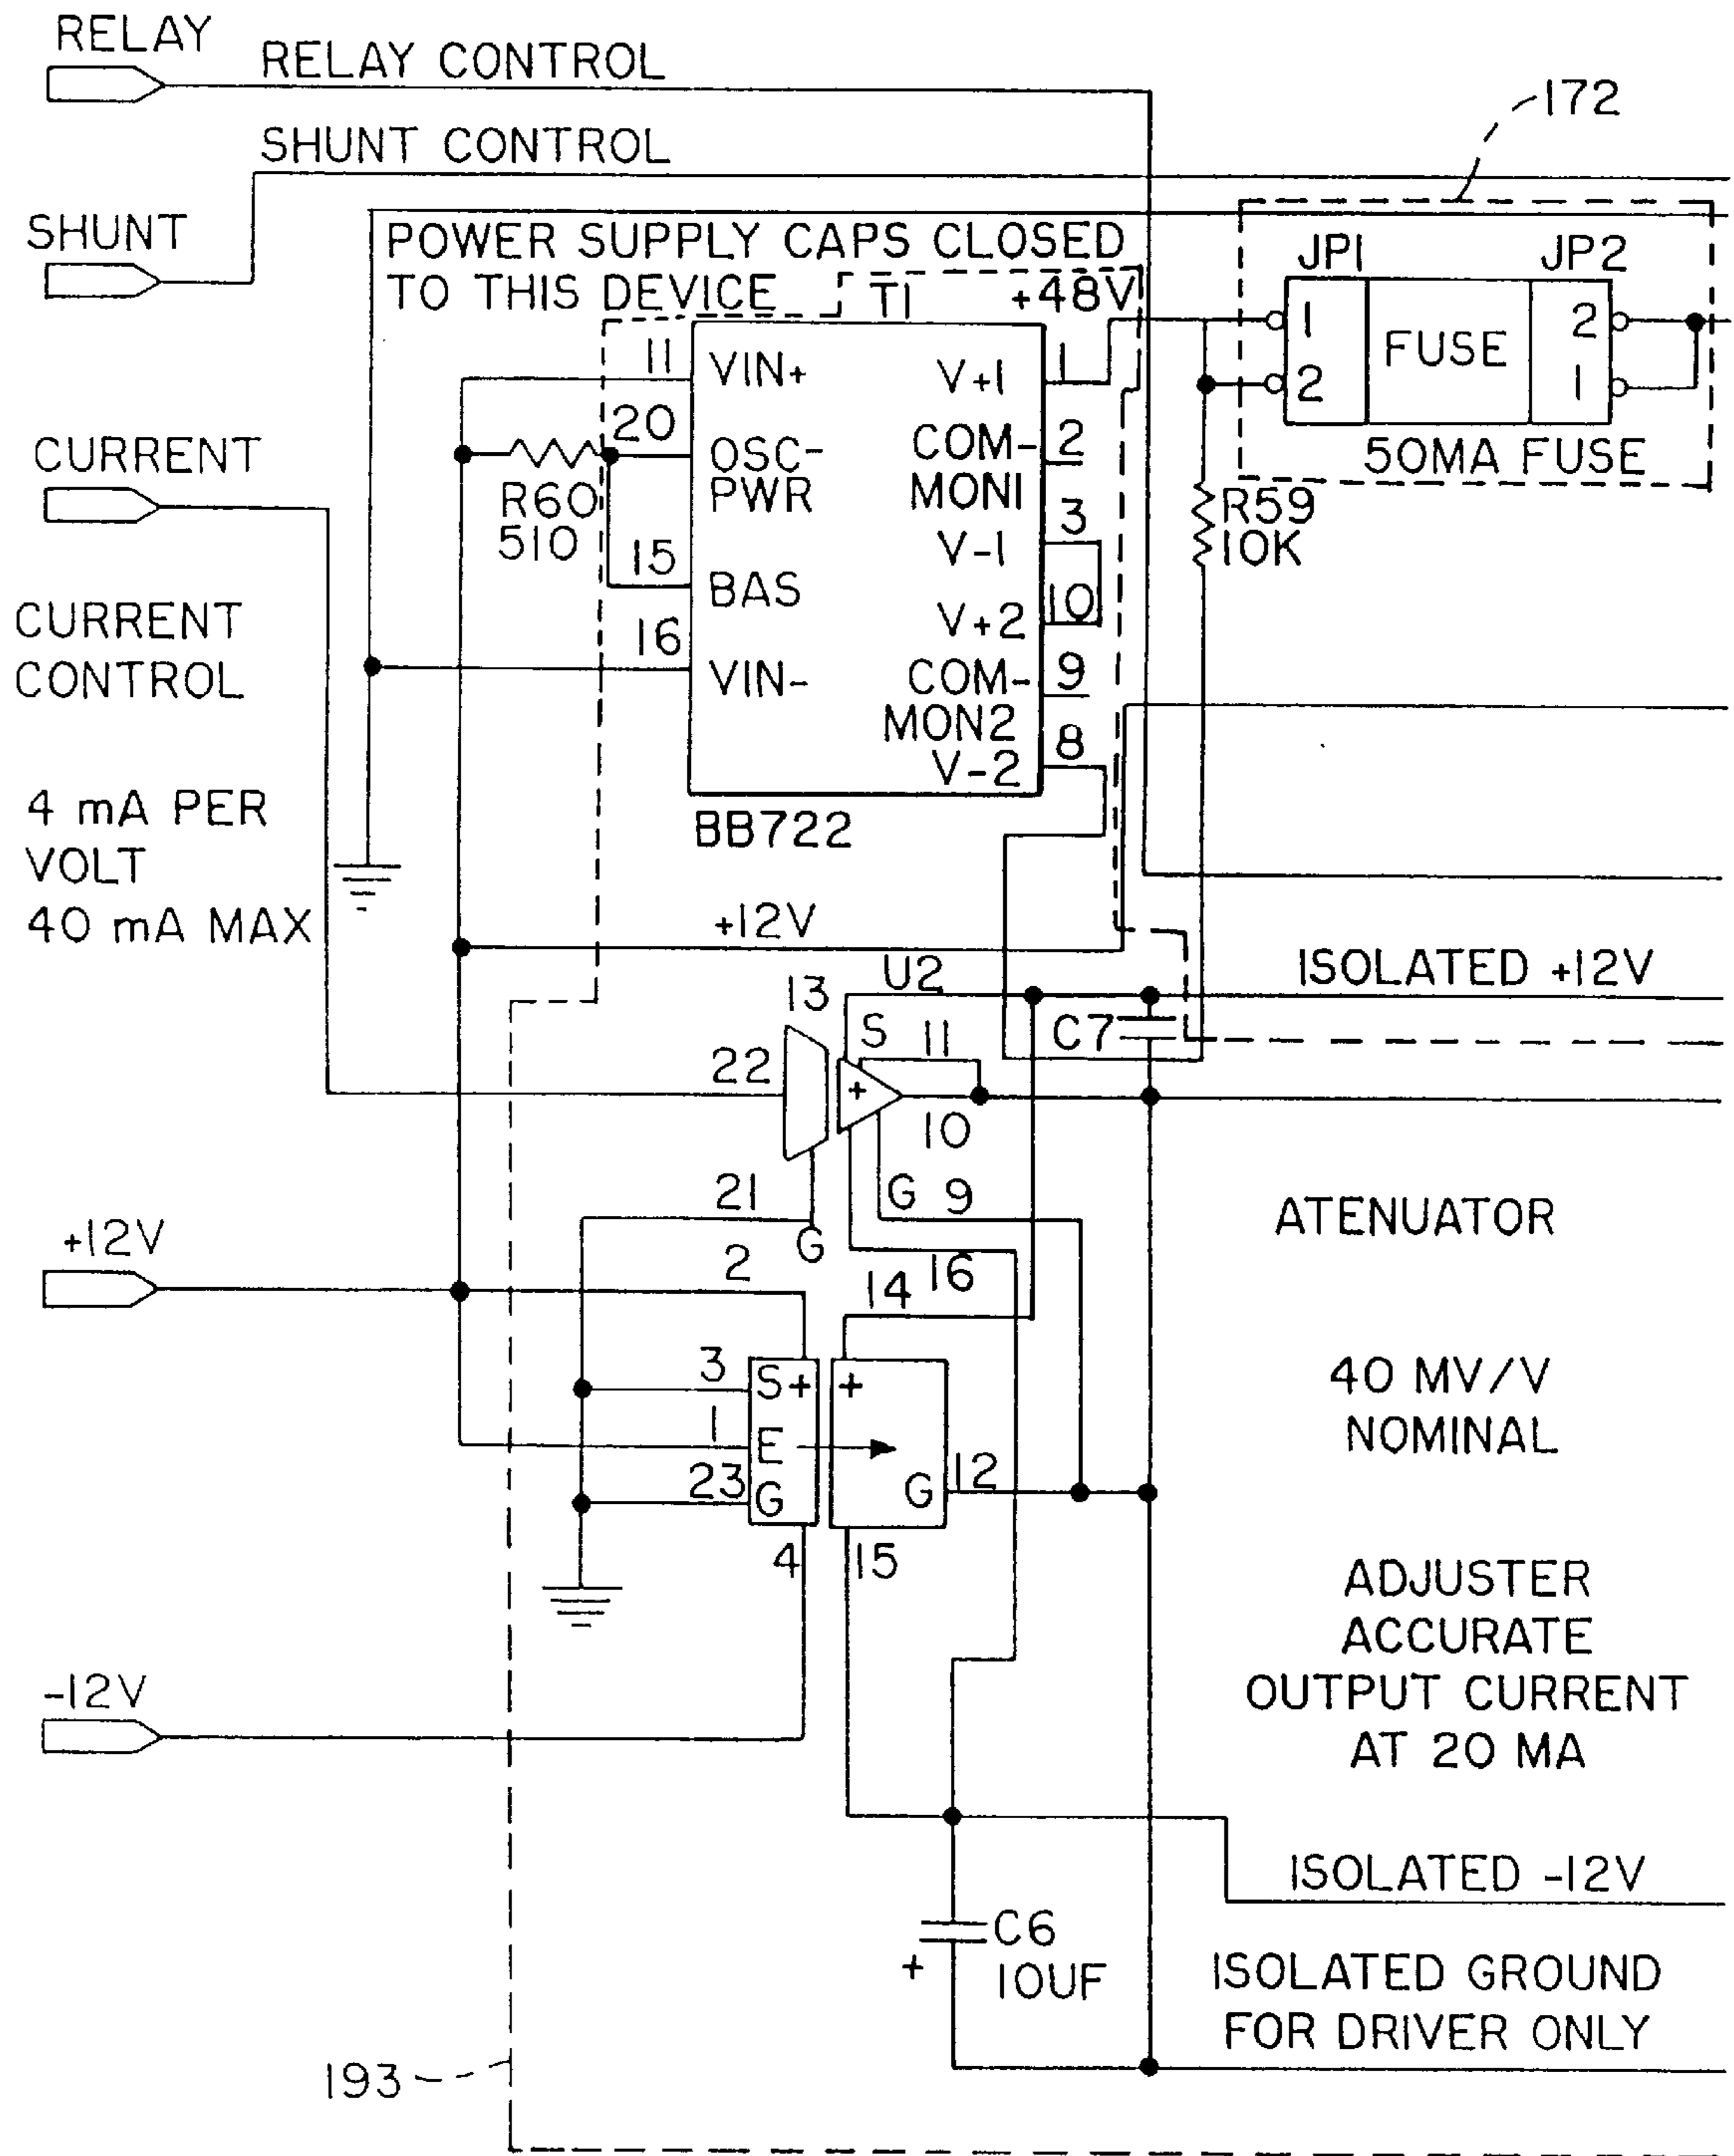 RELAY
RELAY CONTROL
172
SHUNT CONTROL
SHUNT
POWER SUPPLY CAPS CLOSED
TO THIS DEVICE
T1
+48V
JP1
JP2
1
2
FUSE
2
1
50MA FUSE
11
VIN+
V+1
1
20
OSC-
PWR
COM-
MON1
2
CURRENT
R60
510
R59
10K
3
V-1
15
BAS
10
V+2
CURRENT
CONTROL
16
VIN-
COM-
MON2
9
8
V-2
4 mA PER
VOLT
40 mA MAX
BB722
+12V
U2
ISOLATED +12V
13
S
11
C7
22
+
10
21
G
9
G
ATENUATOR
+12V
2
16
14
3
S+
+
40 MV/V
NOMINAL
1
E
23
G
G
12
4
15
ADJUSTER
ACCURATE
OUTPUT CURRENT
AT 20 MA
-12V
ISOLATED -12V
C6
+
10UF
ISOLATED GROUND
FOR DRIVER ONLY
193